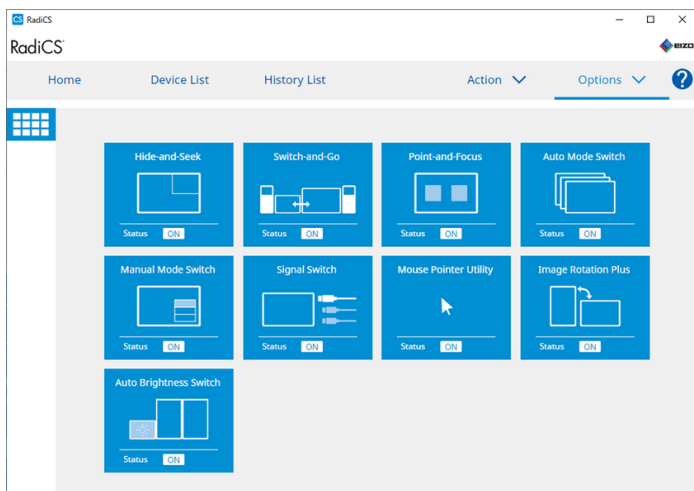 CS RadiCS
RadiCS
EIZO
Home Device List History List Action Options ?
Hide-and-Seek Switch-and-Go Point-and-Focus Auto Mode Switch
Status ON Status ON Status ON Status ON
Manual Mode Switch Signal Switch Mouse Pointer Utility Image Rotation Plus
Status ON Status ON Status ON Status ON
Auto Brightness Switch
Status ON